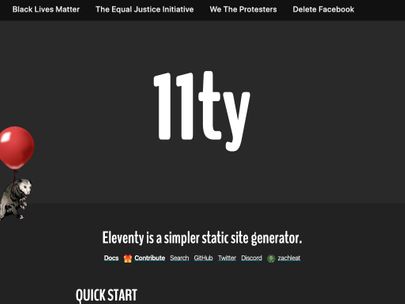 Black Lives Matter The Equal Justice Initiative We The Protesters Delete Facebook
11ty
Eleventy is a simpler static site generator.
Docs Contribute Search GitHub Twitter Discord zachleat
QUICK START